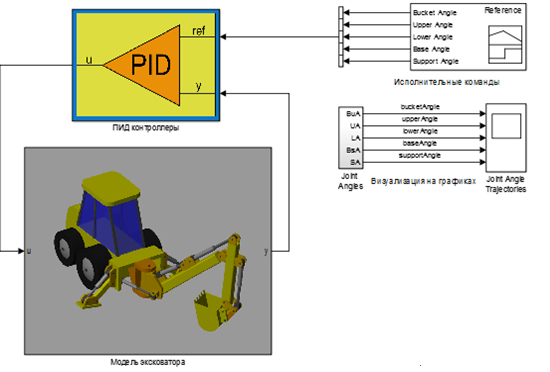 ref
u
PID
y
ПИД контроллеры
Bucket Angle
Upper Angle
Lower Angle
Base Angle
Support Angle
Reference
Исполнительные команды
BuA
UA
LA
BsA
SA
Joint
Angles
bucketAngle
upperAngle
lowerAngle
baseAngle
supportAngle
Визуализация на графиках
Joint Angle
Trajectories
u
y
Модель эксковатора